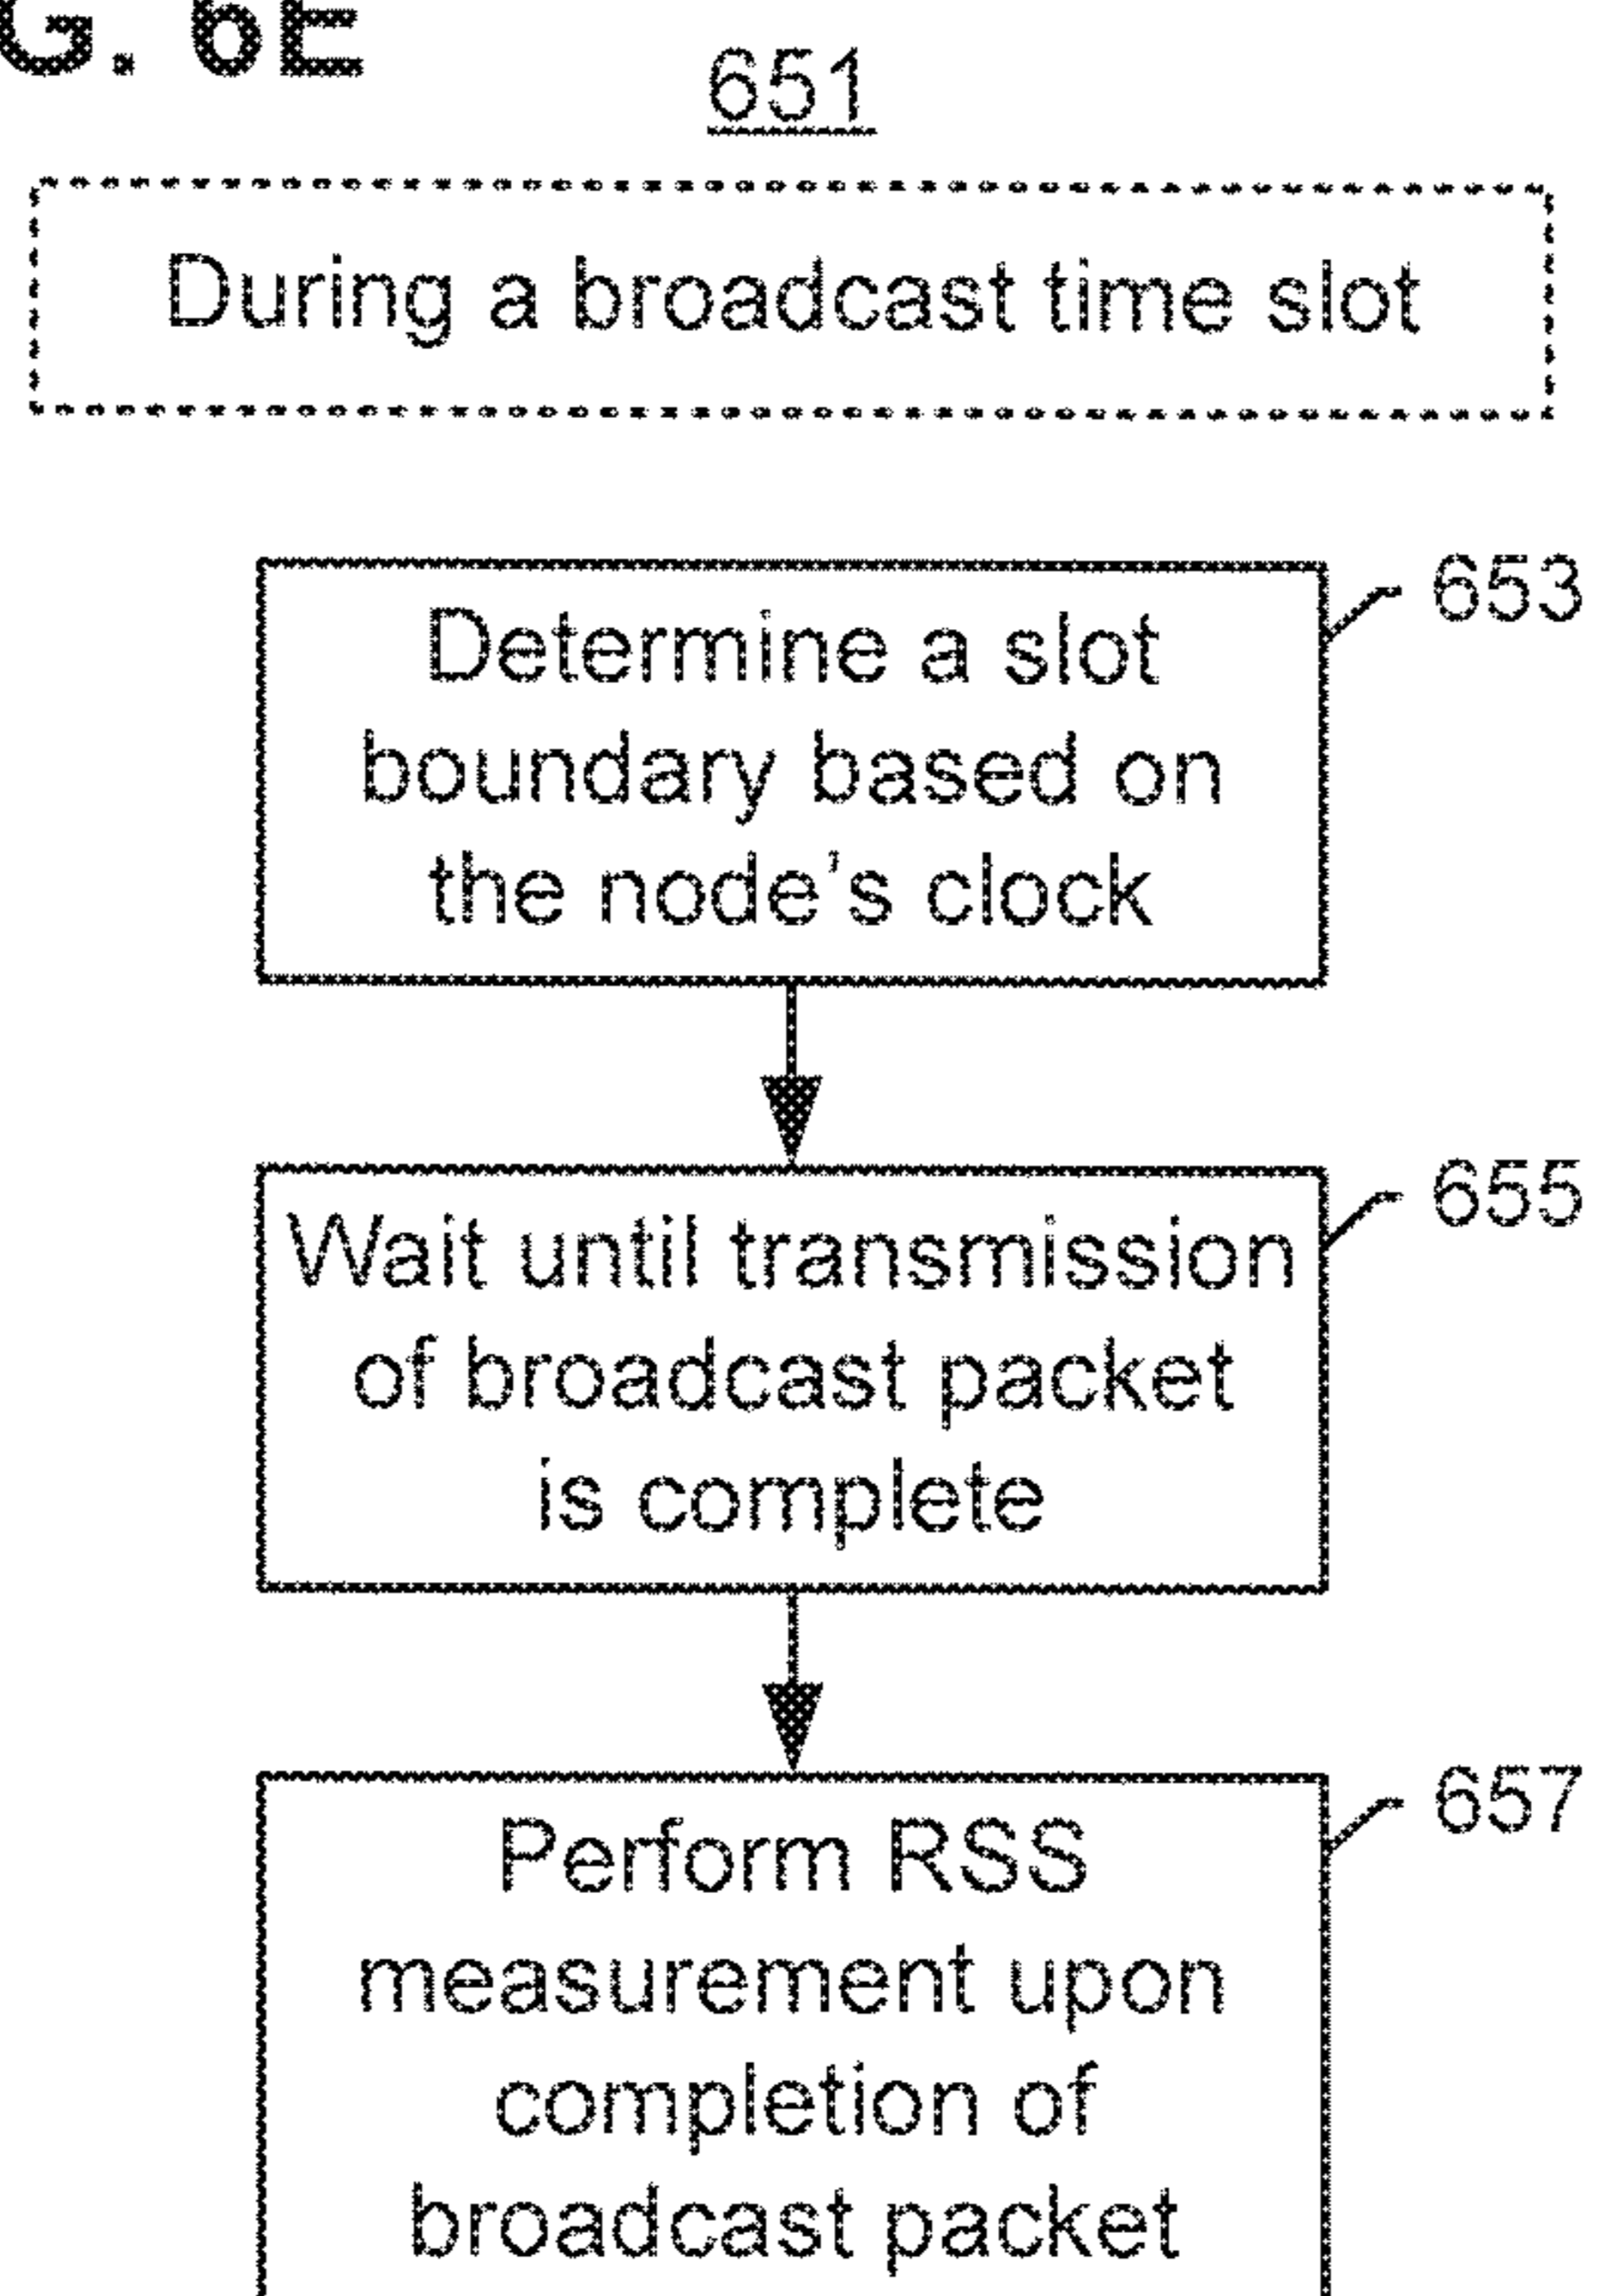 G. 6E
651
During a broadcast time slot
653
Determine a slot
boundary based on
the node's clock
655
Wait until transmission
of broadcast packet
is complete
657
Perform RSS
measurement upon
completion of
broadcast packet